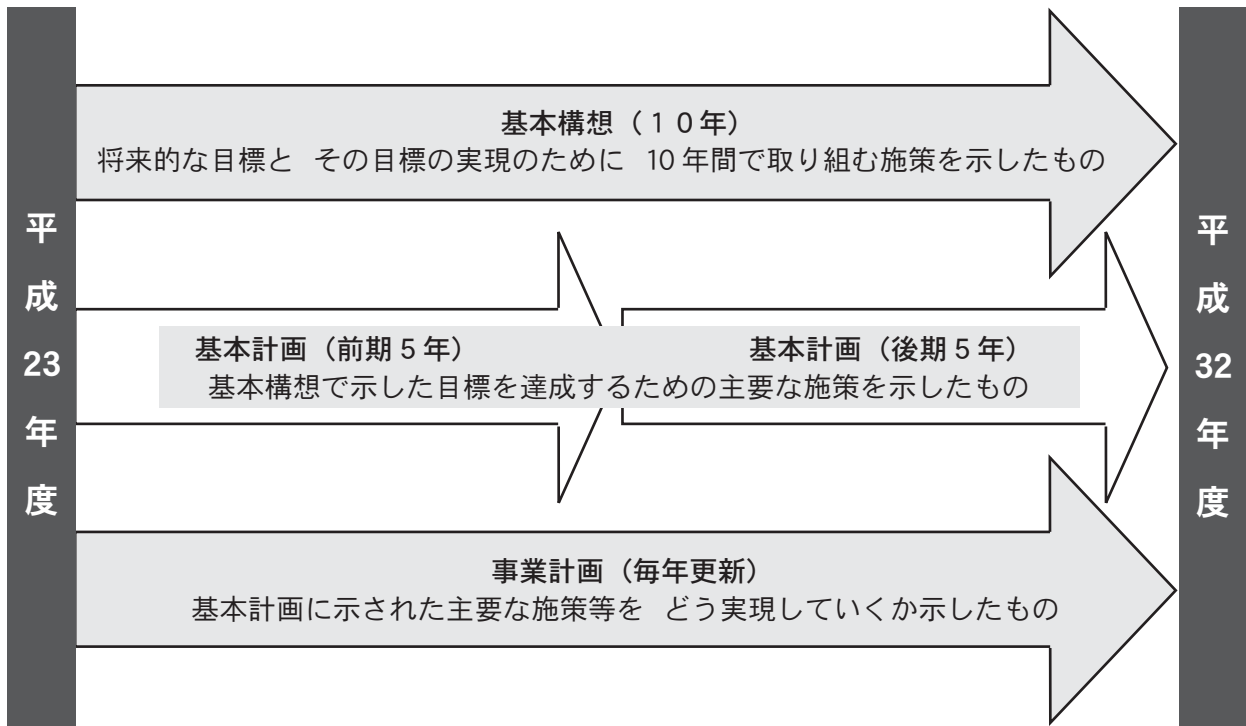 平成23年度
基本構想（１０年）
将来的な目標と その目標の実現のために 10年間で取り組む施策を示したもの
基本計画（前期5年） 基本計画（後期5年）
基本構想で示した目標を達成するための主要な施策を示したもの
事業計画（毎年更新）
基本計画に示された主要な施策等を どう実現していくか示したもの
平成32年度